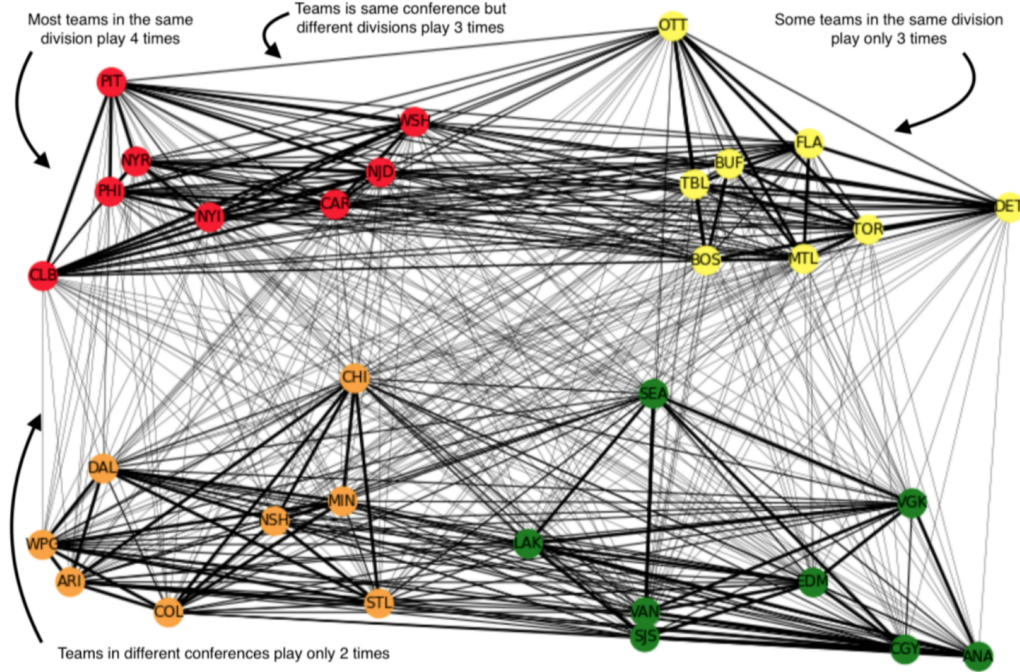 Most teams in the same
division play 4 times
Teams is same conference but
different divisions play 3 times
Some teams in the same division
play only 3 times
OTT
PIT
WSH
FLA
NYR
BUF
NJD
TBL
PHI
CAR
DET
NYI
TOR
BOS
MTL
CLB
CHI
SEA
DAL
MIN
VGK
NSH
WPG
LAK
ARI
EDM
STL
COL
VAN
SJS
CGY
ANA
Teams in different conferences play only 2 times